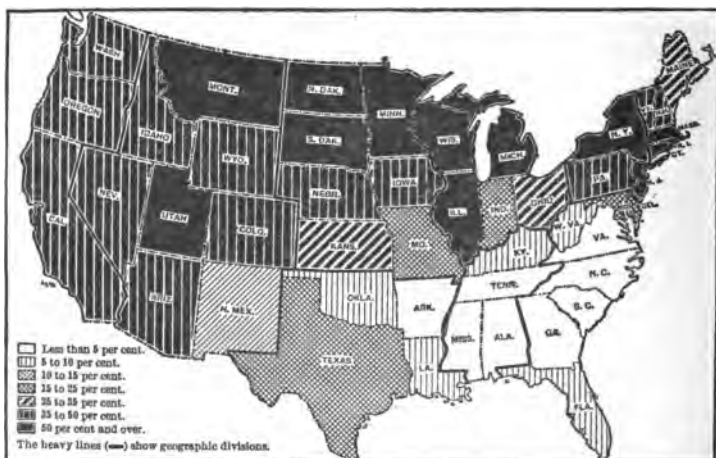 WASH.
MONT.
N. DAK.
MINN.
MAINE
OREGON
IDAHO
S. DAK.
WIS.
MICH.
N.Y.
WYO.
NEBR.
IOWA
PA.
NEV.
UTAH
COLO.
ILL.
IND.
OHIO
DEL.
CAL.
KANS.
MO.
W. VA.
VA.
KY.
ARIZ.
N. MEX.
OKLA.
ARK.
TENN.
N. C.
S. C.
MISS.
ALA.
GA.
TEXAS
LA.
FLA.
Less than 5 per cent.
5 to 10 per cent.
10 to 15 per cent.
15 to 25 per cent.
25 to 35 per cent.
35 to 50 per cent.
50 per cent and over.
The heavy lines (▬) show geographic divisions.